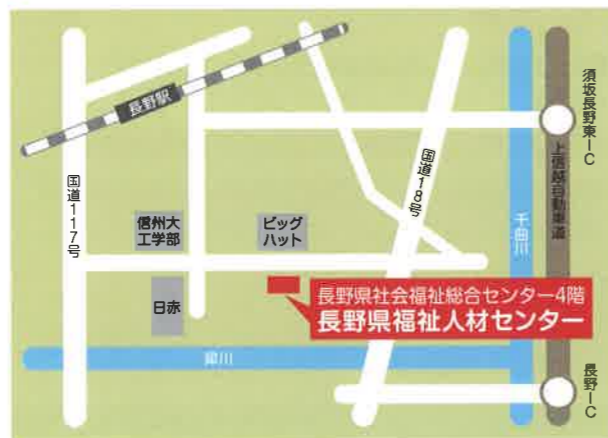 長野駅
須坂長野東IC
上信越自動車道
国道117号
国道18号
千曲川
信州大
工学部
ビッグ
ハット
日赤
長野県社会福祉総合センター4階
長野県福祉人材センター
犀川
長野IC